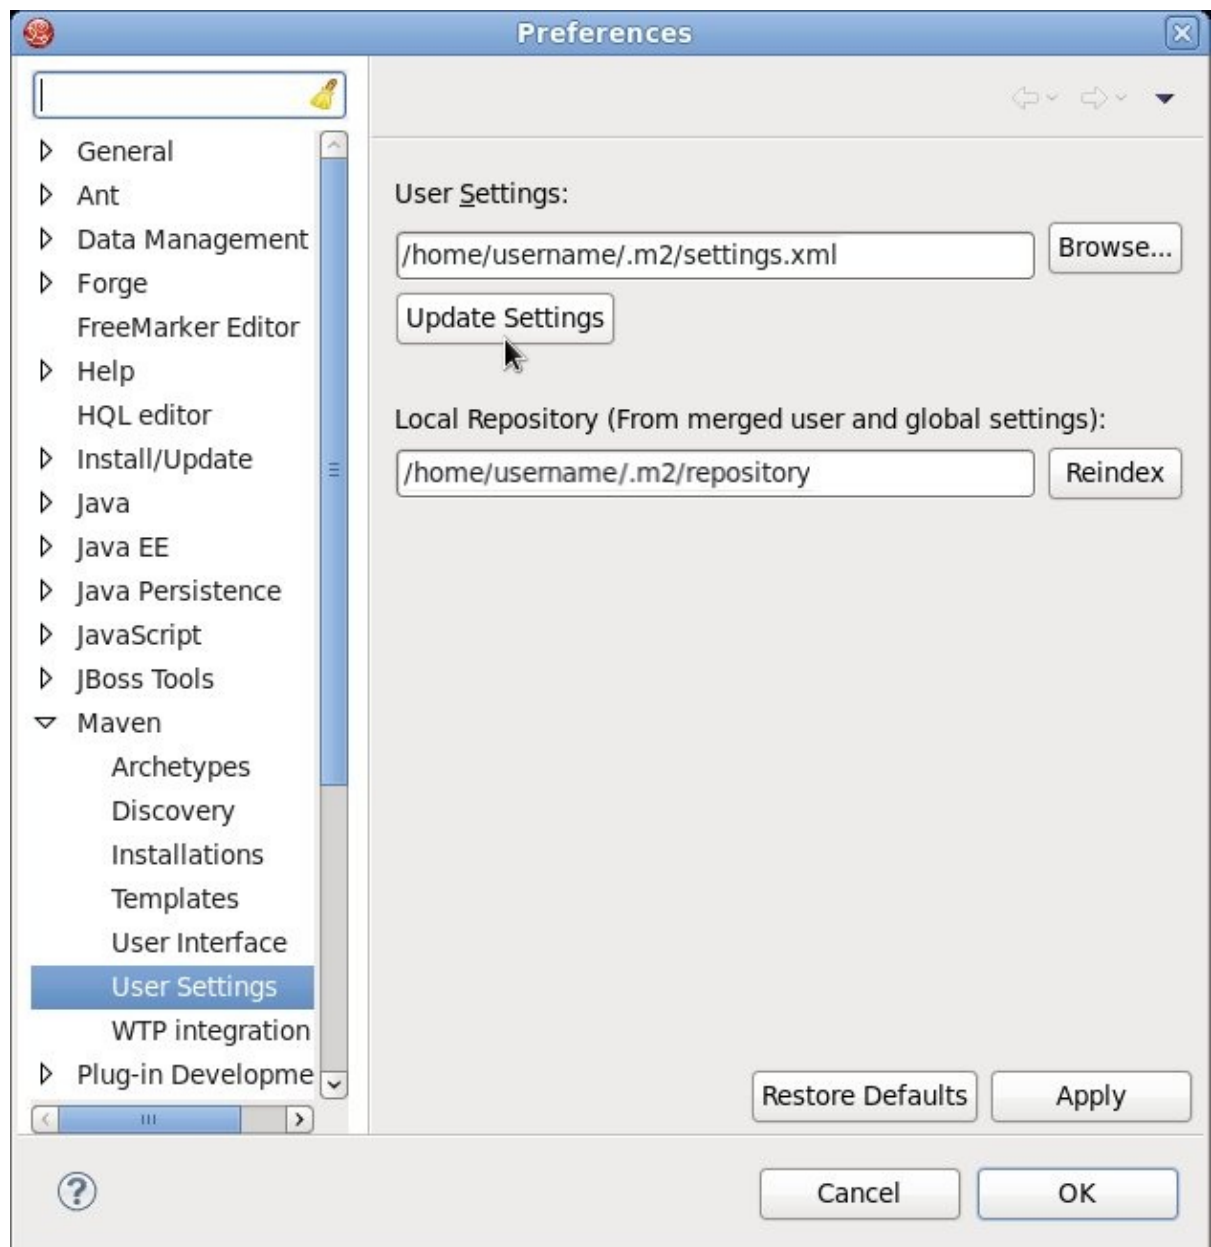 Preferences
General
Ant
Data Management
Forge
FreeMarker Editor
Help
HQL editor
Install/Update
Java
Java EE
Java Persistence
JavaScript
JBoss Tools
Maven
Archetypes
Discovery
Installations
Templates
User Interface
User Settings
WTP integration
Plug-in Developme
User Settings:
/home/username/.m2/settings.xml
Browse...
Update Settings
Local Repository (From merged user and global settings):
/home/username/.m2/repository
Reindex
Restore Defaults
Apply
?
Cancel
OK